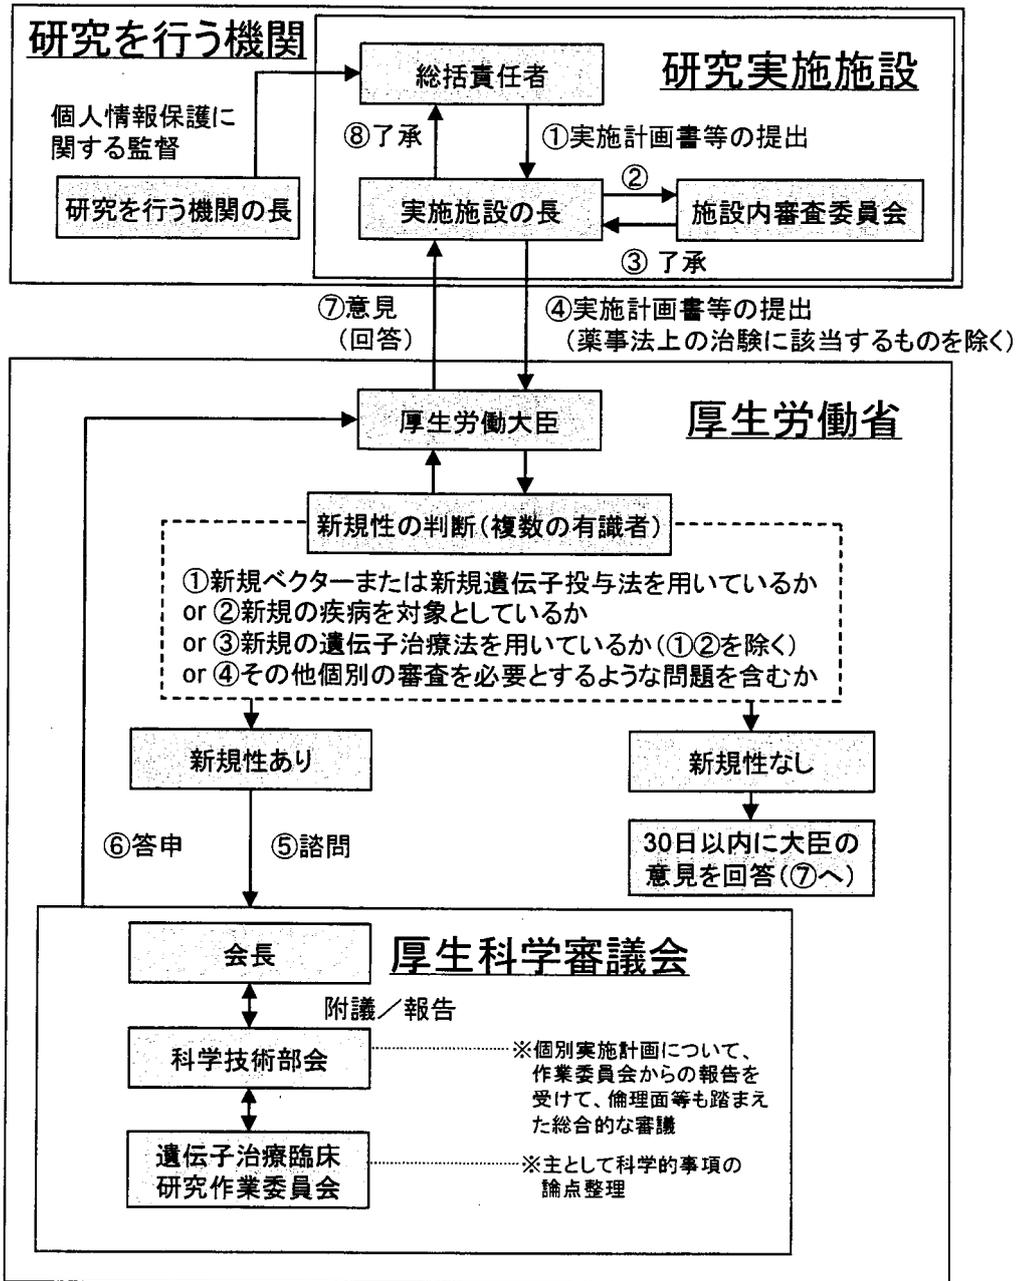 研究を行う機関
研究実施施設
総括責任者
個人情報保護に
関する監督
⑧了承
①実施計画書等の提出
②
研究を行う機関の長
実施施設の長
施設内審査委員会
③ 了承
⑦意見
(回答)
④実施計画書等の提出
(薬事法上の治験に該当するものを除く)
厚生労働大臣
厚生労働省
新規性の判断(複数の有識者)
①新規ベクターまたは新規遺伝子投与法を用いているか
or ②新規の疾病を対象としているか
or ③新規の遺伝子治療法を用いているか(①②を除く)
or ④その他個別の審査を必要とするような問題を含むか
新規性あり
新規性なし
⑥答申
⑤諮問
30日以内に大臣の
意見を回答(⑦へ)
会長
厚生科学審議会
附議/報告
科学技術部会
※個別実施計画について、
作業委員会からの報告を
受けて、倫理面等も踏まえ
た総合的な審議
遺伝子治療臨床
研究作業委員会
※主として科学的事項の
論点整理